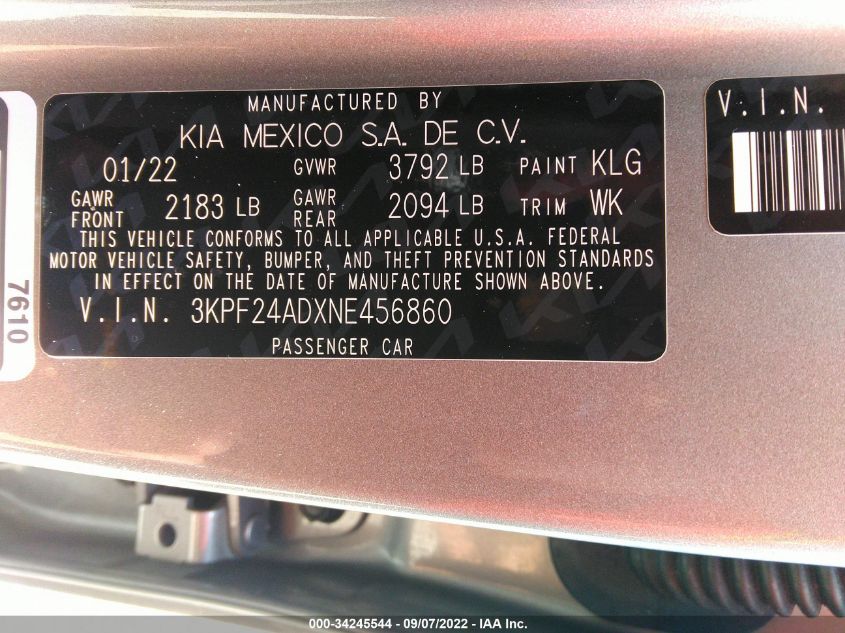 MANUFACTURED BY
KIA MEXICO S.A. DE C.V.
01/22 GVWR 3792 LB PAINT KLG
GAWR FRONT 2183 LB GAWR REAR 2094 LB TRIM WK
THIS VEHICLE CONFORMS TO ALL APPLICABLE U.S.A. FEDERAL
MOTOR VEHICLE SAFETY, BUMPER, AND THEFT PREVENTION STANDARDS
IN EFFECT ON THE DATE OF MANUFACTURE SHOWN ABOVE.
V.I.N. 3KPF24ADXNE456860
PASSENGER CAR
V.I.N.
7610
000-34245544 - 09/07/2022 - IAA Inc.